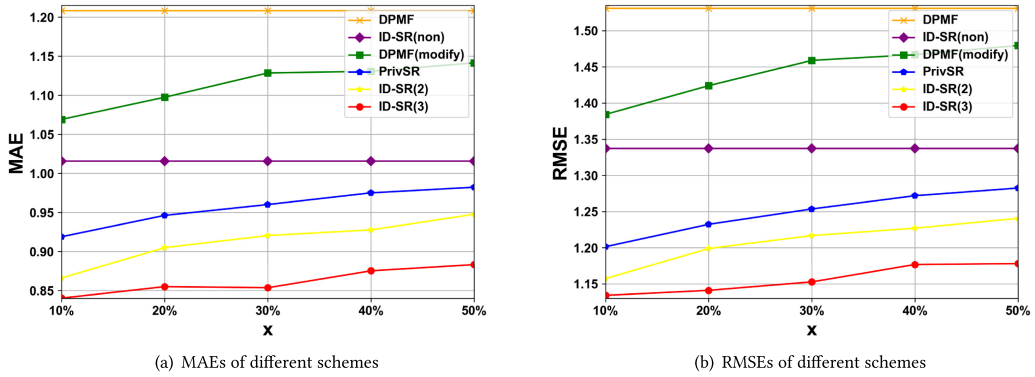 DPMF
ID-SR(non)
DPMF(modify)
PrivSR
ID-SR(2)
ID-SR(3)
1.20
1.15
1.10
1.05
1.00
0.95
0.90
0.85
MAE
10% 20% 30% 40% 50%
x
(a) MAEs of different schemes
DPMF
ID-SR(non)
DPMF(modify)
PrivSR
ID-SR(2)
ID-SR(3)
1.50
1.45
1.40
1.35
1.30
1.25
1.20
1.15
RMSE
10% 20% 30% 40% 50%
x
(b) RMSEs of different schemes